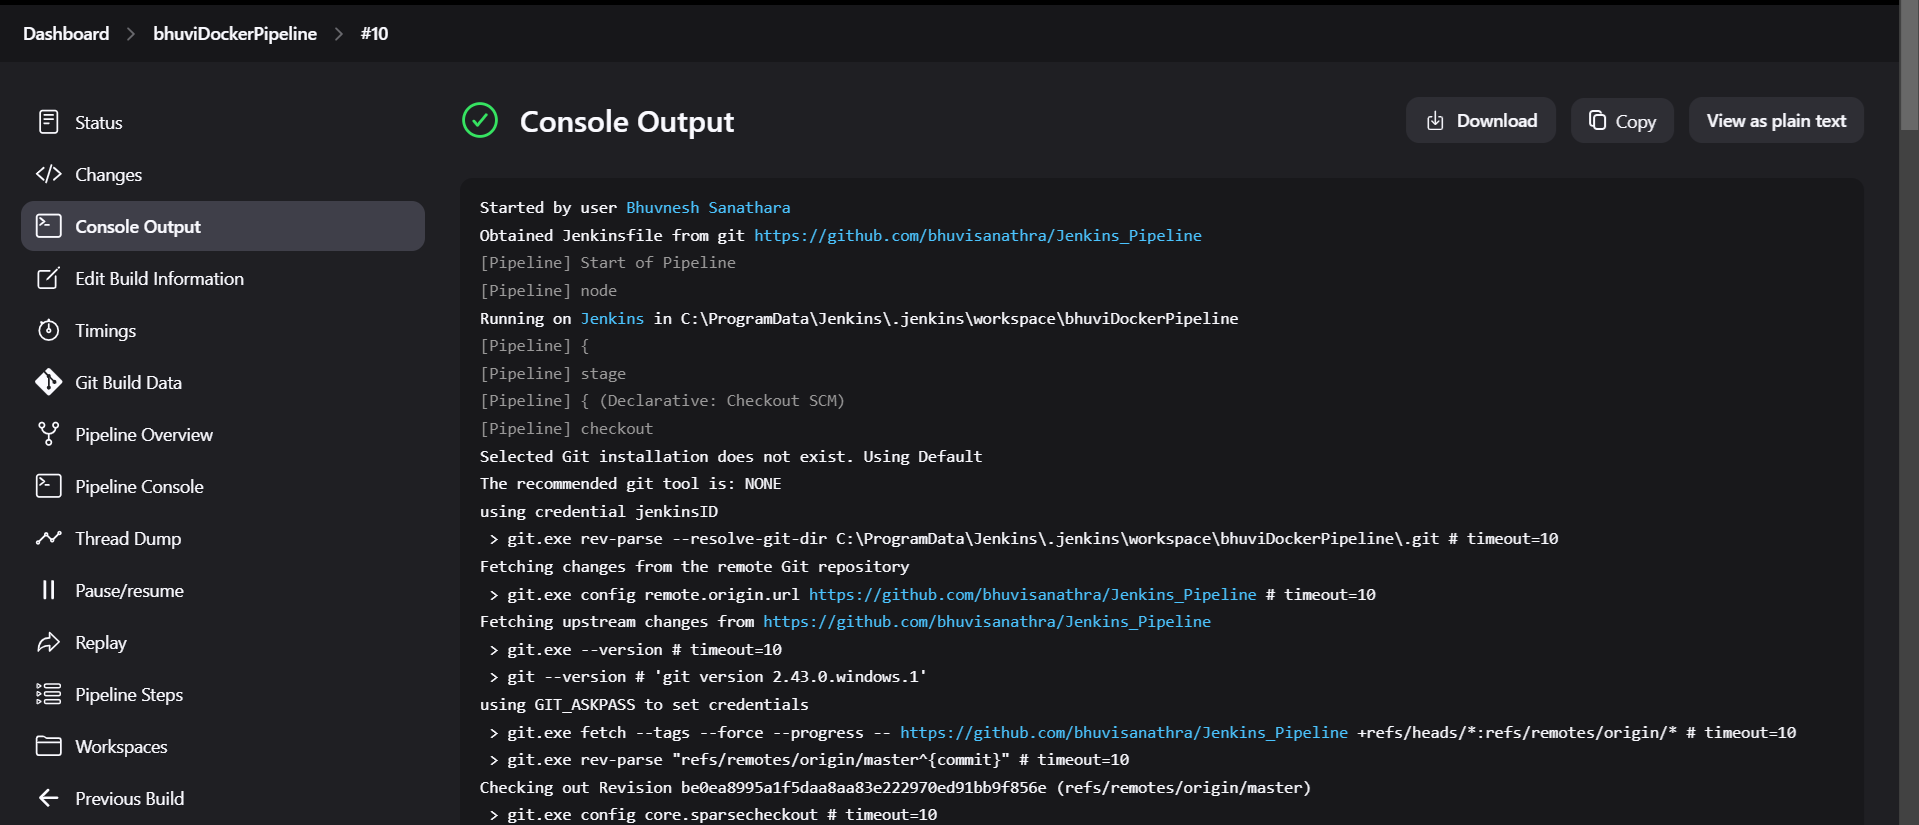 Dashboard > bhuviDockerPipeline > #10
Status
Changes
Console Output
Edit Build Information
Timings
Git Build Data
Pipeline Overview
Pipeline Console
Thread Dump
Pause/resume
Replay
Pipeline Steps
Workspaces
Previous Build
Console Output
Download
Copy
View as plain text
Started by user Bhuvnesh Sanathara
Obtained Jenkinsfile from git https://github.com/bhuvisanathra/Jenkins_Pipeline
[Pipeline] Start of Pipeline
[Pipeline] node
Running on Jenkins in C:\ProgramData\Jenkins\.jenkins\workspace\bhuviDockerPipeline
[Pipeline] {
[Pipeline] stage
[Pipeline] { (Declarative: Checkout SCM)
[Pipeline] checkout
Selected Git installation does not exist. Using Default
The recommended git tool is: NONE
using credential jenkinsID
> git.exe rev-parse --resolve-git-dir C:\ProgramData\Jenkins\.jenkins\workspace\bhuviDockerPipeline\.git # timeout=10
Fetching changes from the remote Git repository
> git.exe config remote.origin.url https://github.com/bhuvisanathra/Jenkins_Pipeline # timeout=10
Fetching upstream changes from https://github.com/bhuvisanathra/Jenkins_Pipeline
> git.exe --version # timeout=10
> git --version # 'git version 2.43.0.windows.1'
using GIT_ASKPASS to set credentials
> git.exe fetch --tags --force --progress -- https://github.com/bhuvisanathra/Jenkins_Pipeline +refs/heads/*:refs/remotes/origin/* # timeout=10
> git.exe rev-parse "refs/remotes/origin/master^{commit}" # timeout=10
Checking out Revision be0ea8995a1f5daa8aa83e222970ed91bb9f856e (refs/remotes/origin/master)
> git.exe config core.sparsecheckout # timeout=10